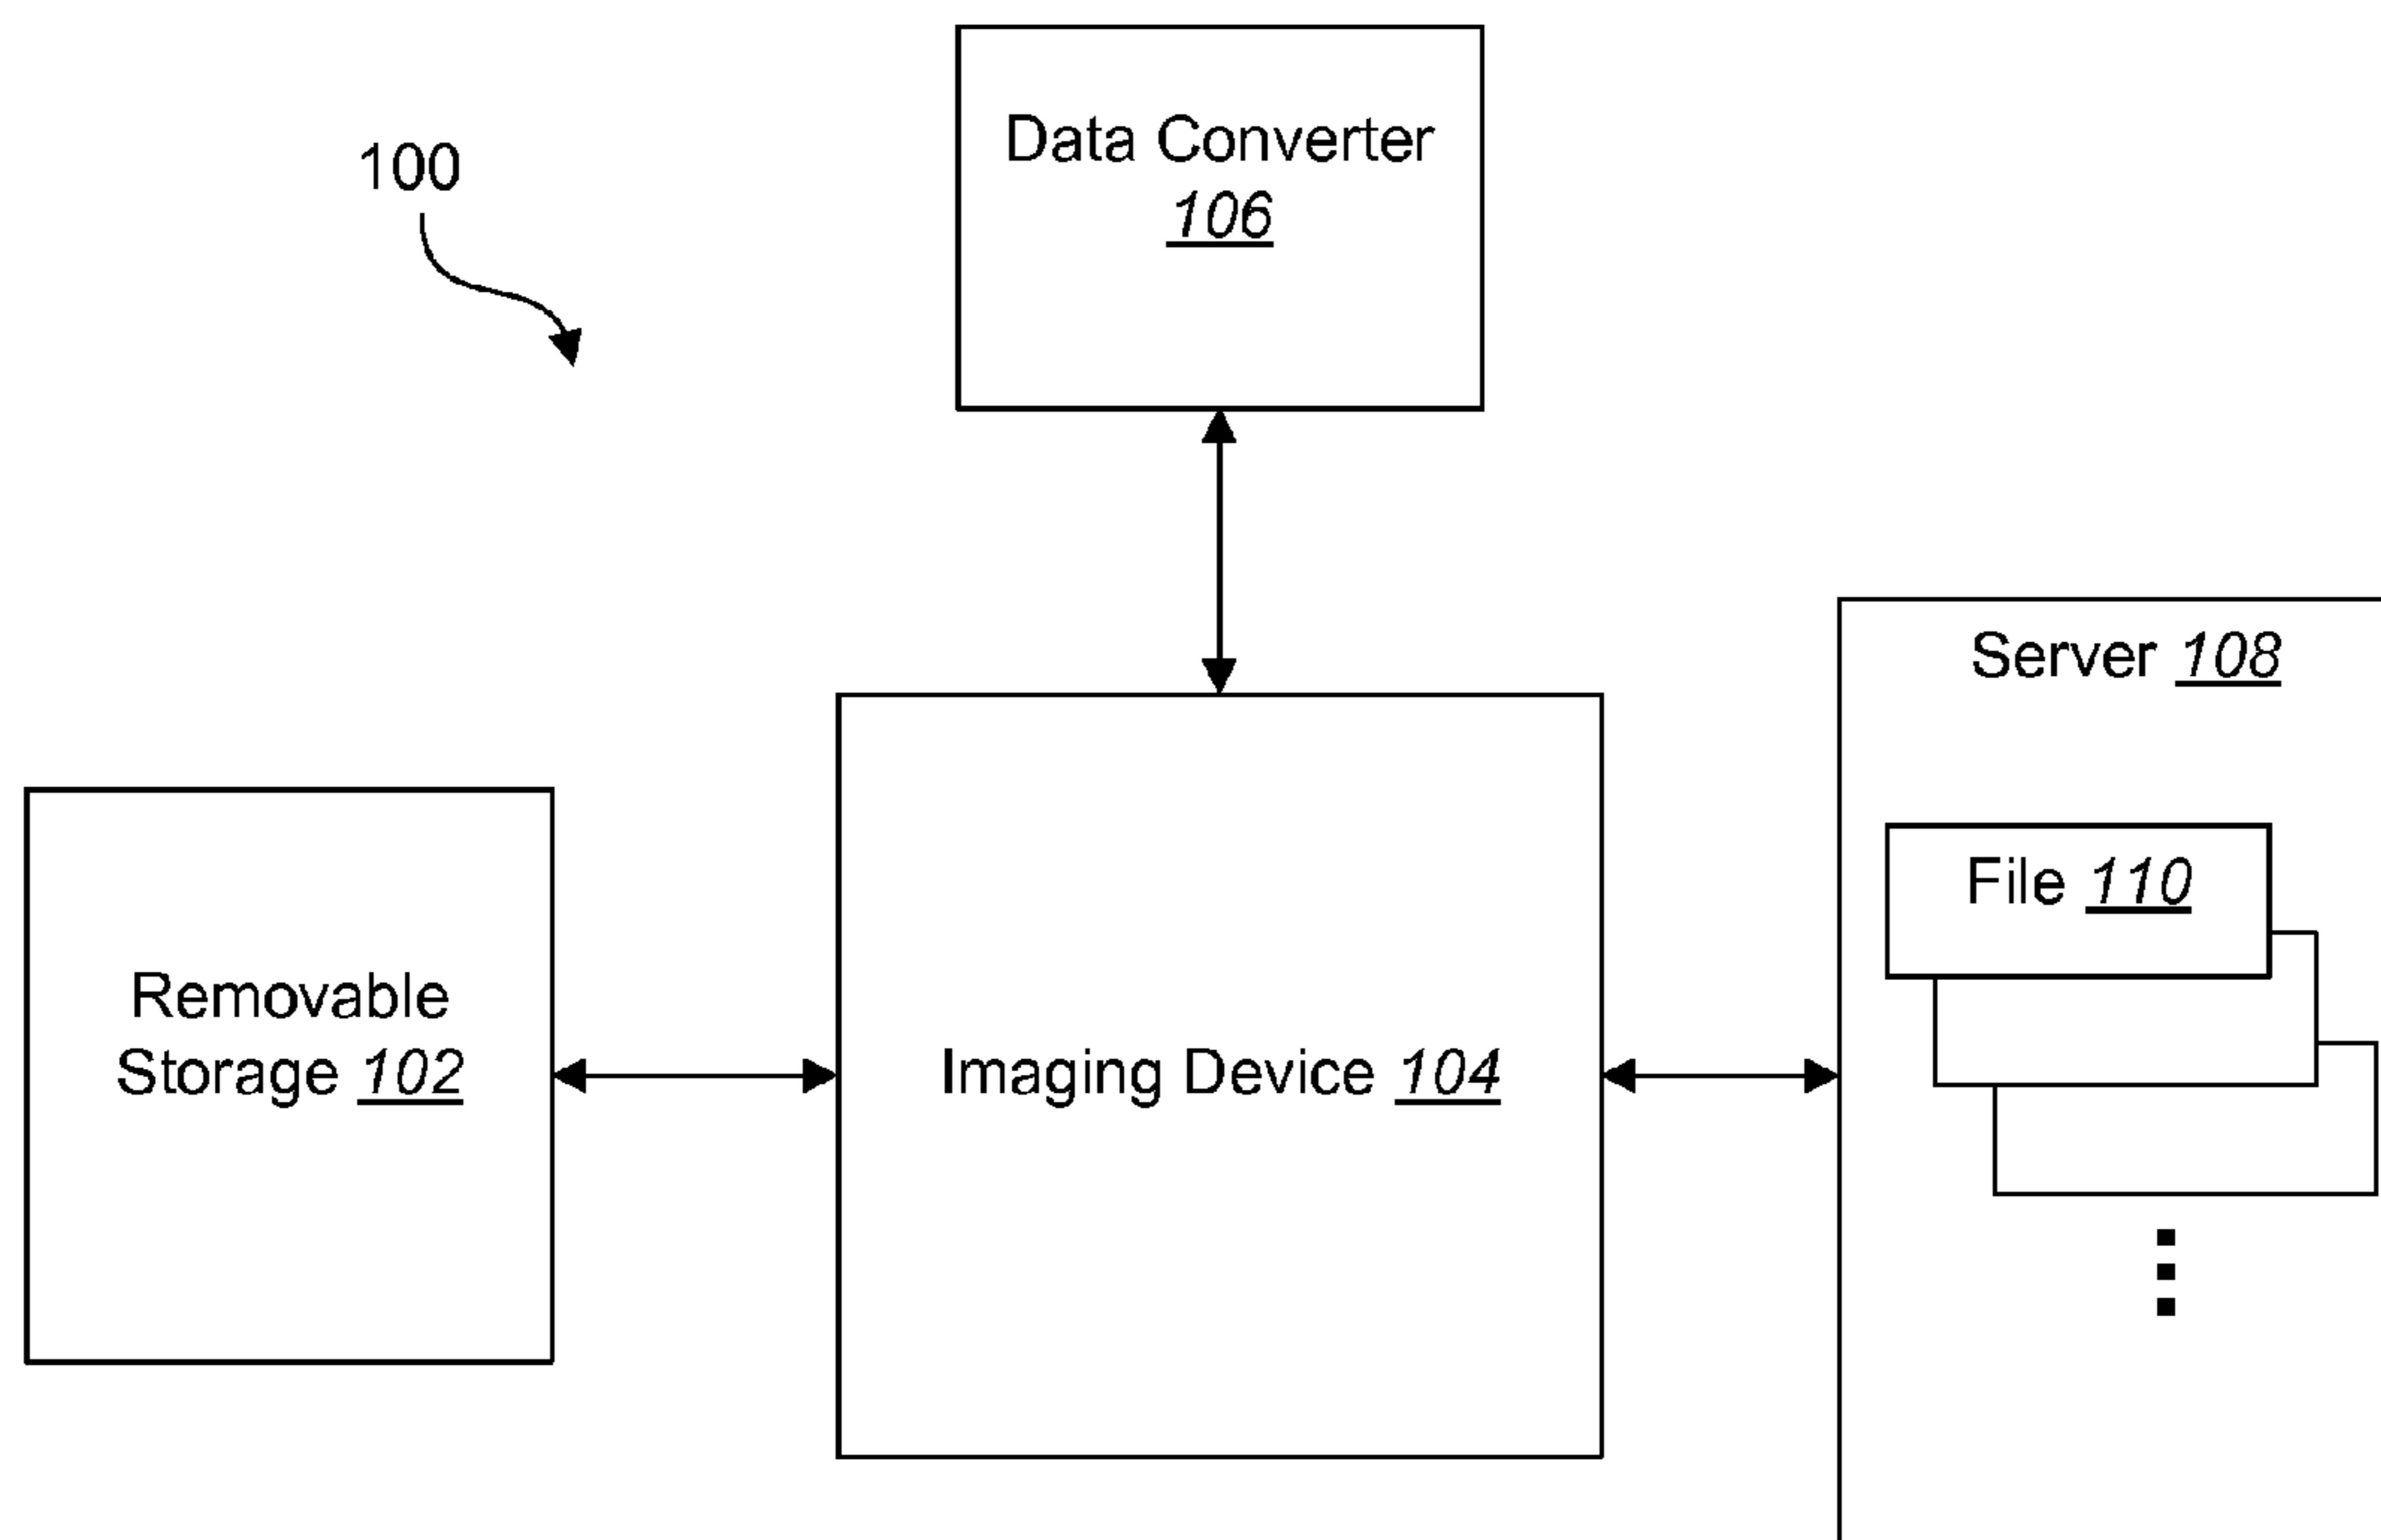 Data Converter
106
100
Server 108
File 110
Removable
Storage 102
Imaging Device 104